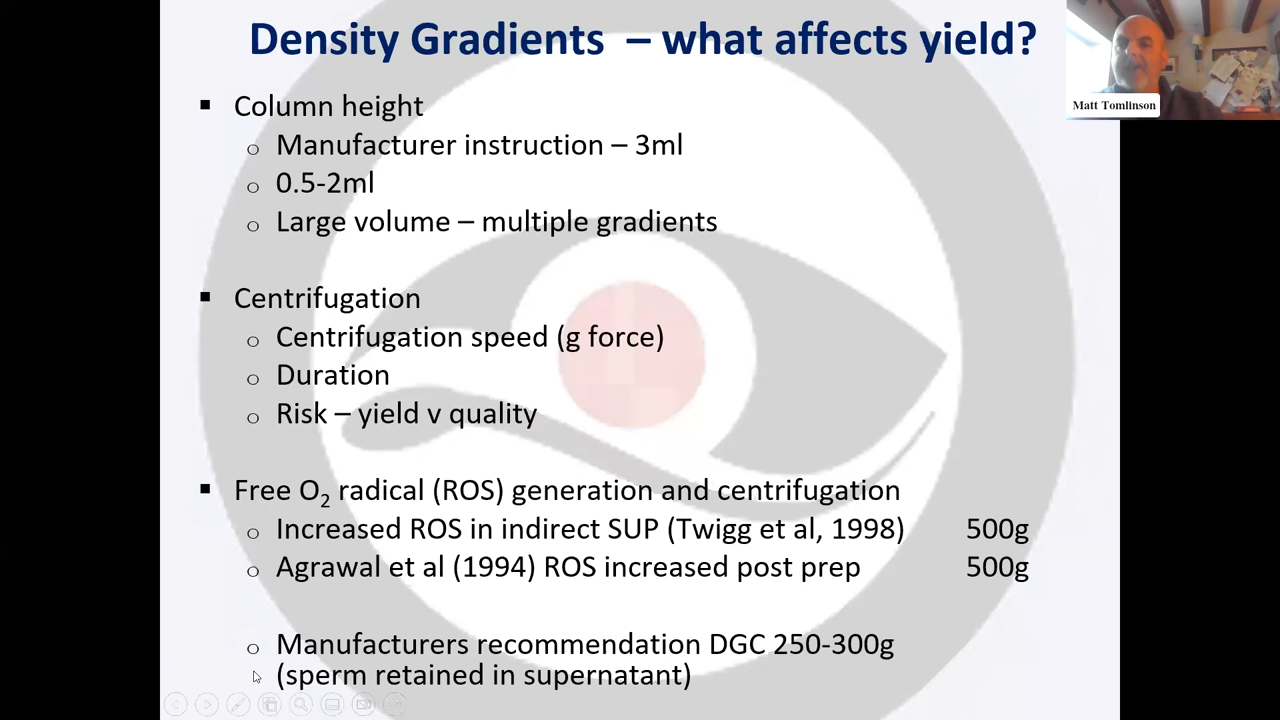 Density Gradients – what affects yield?
Matt Tomlinson
▪ Column height
o Manufacturer instruction – 3ml
o 0.5-2ml
o Large volume – multiple gradients
▪ Centrifugation
o Centrifugation speed (g force)
o Duration
o Risk – yield v quality
▪ Free O₂ radical (ROS) generation and centrifugation
o Increased ROS in indirect SUP (Twigg et al, 1998) 500g
o Agrawal et al (1994) ROS increased post prep 500g
o Manufacturers recommendation DGC 250-300g
(sperm retained in supernatant)